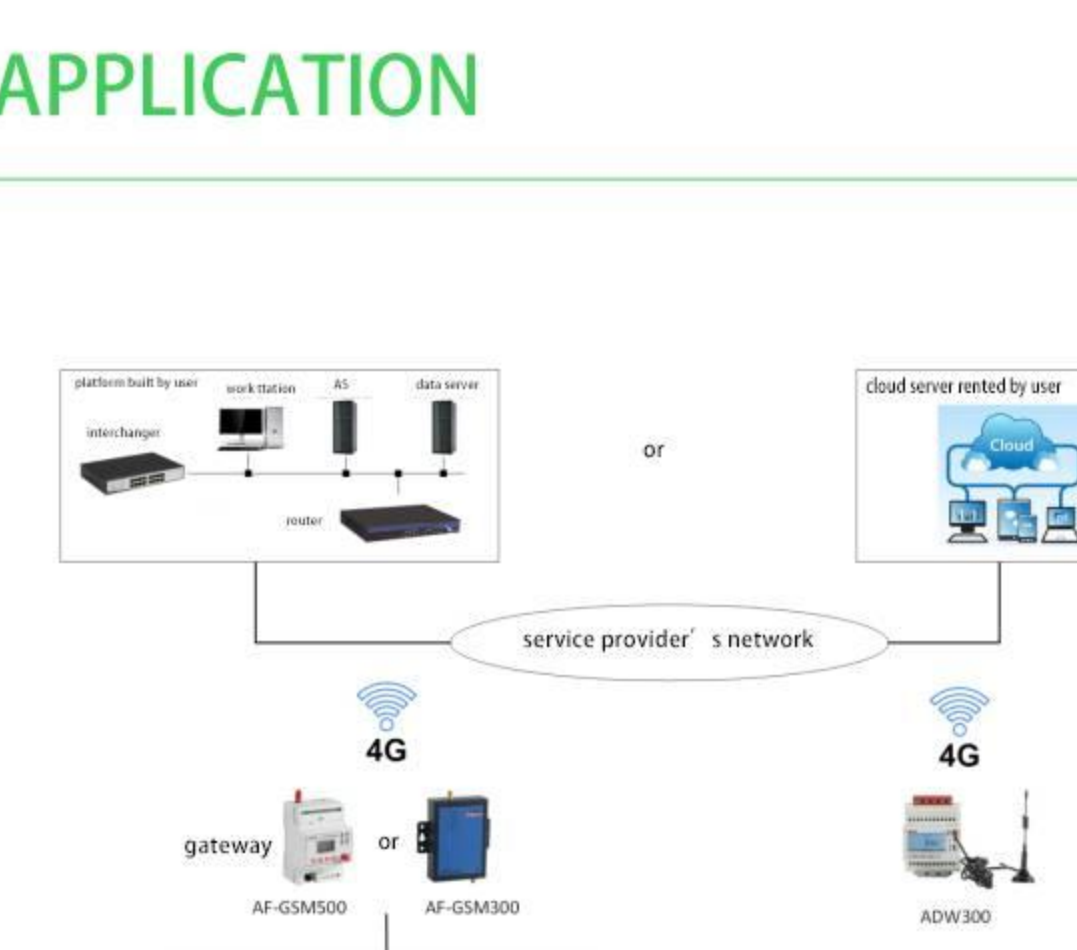 APPLICATION
platform built by user
work ttation
AS
data server
interchanger
router
or
cloud server rented by user
Cloud
service provider´ s network
4G
4G
gateway
or
AF-GSM500
AF-GSM300
ADW300